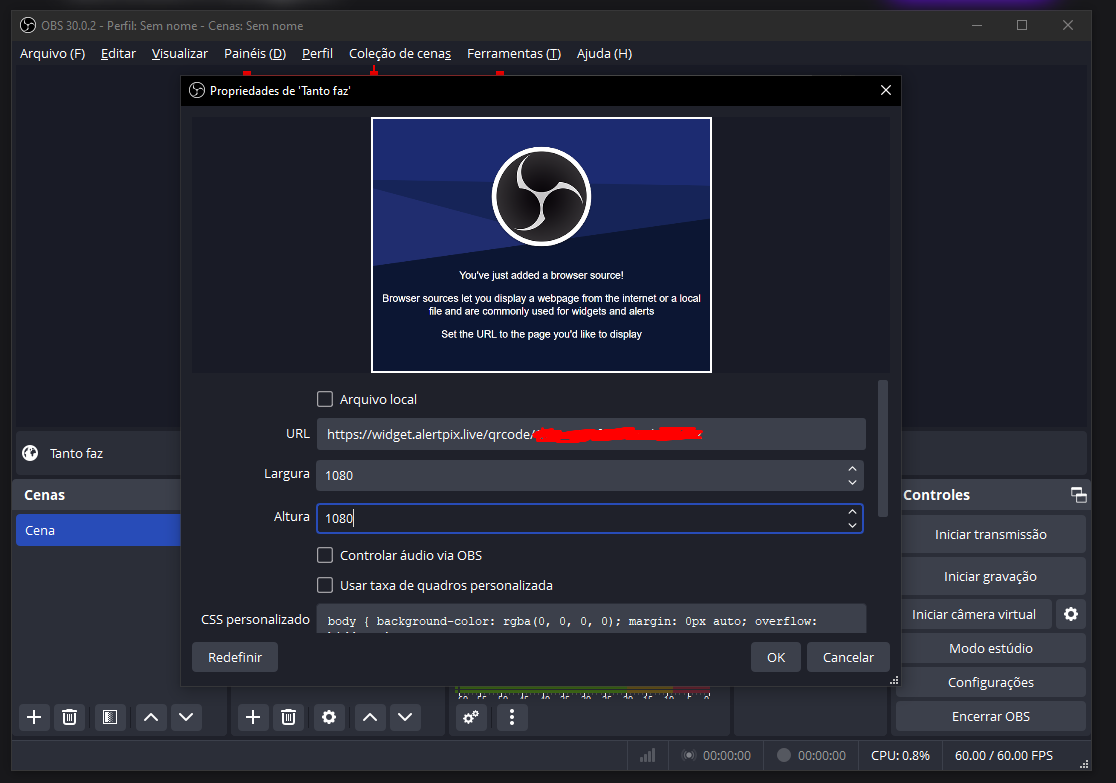 OBS 30.0.2 - Perfil: Sem nome - Cenas: Sem nome
Arquivo (F) Editar Visualizar Painéis (D) Perfil Coleção de cenas Ferramentas (T) Ajuda (H)
Propriedades de 'Tanto faz'
You've just added a browser source!
Browser sources let you display a webpage from the internet or a local
file and are commonly used for widgets and alerts
Set the URL to the page you'd like to display
Arquivo local
URL https://widget.alertpix.live/qrcode/
Largura 1080
Altura 1080
Controlar áudio via OBS
Usar taxa de quadros personalizada
CSS personalizado body { background-color: rgba(0, 0, 0, 0); margin: 0px auto; overflow:
Redefinir OK Cancelar
Tanto faz
Cenas
Cena
Controles
Iniciar transmissão
Iniciar gravação
Iniciar câmera virtual
Modo estúdio
Configurações
Encerrar OBS
00:00:00 00:00:00 CPU: 0.8% 60.00 / 60.00 FPS